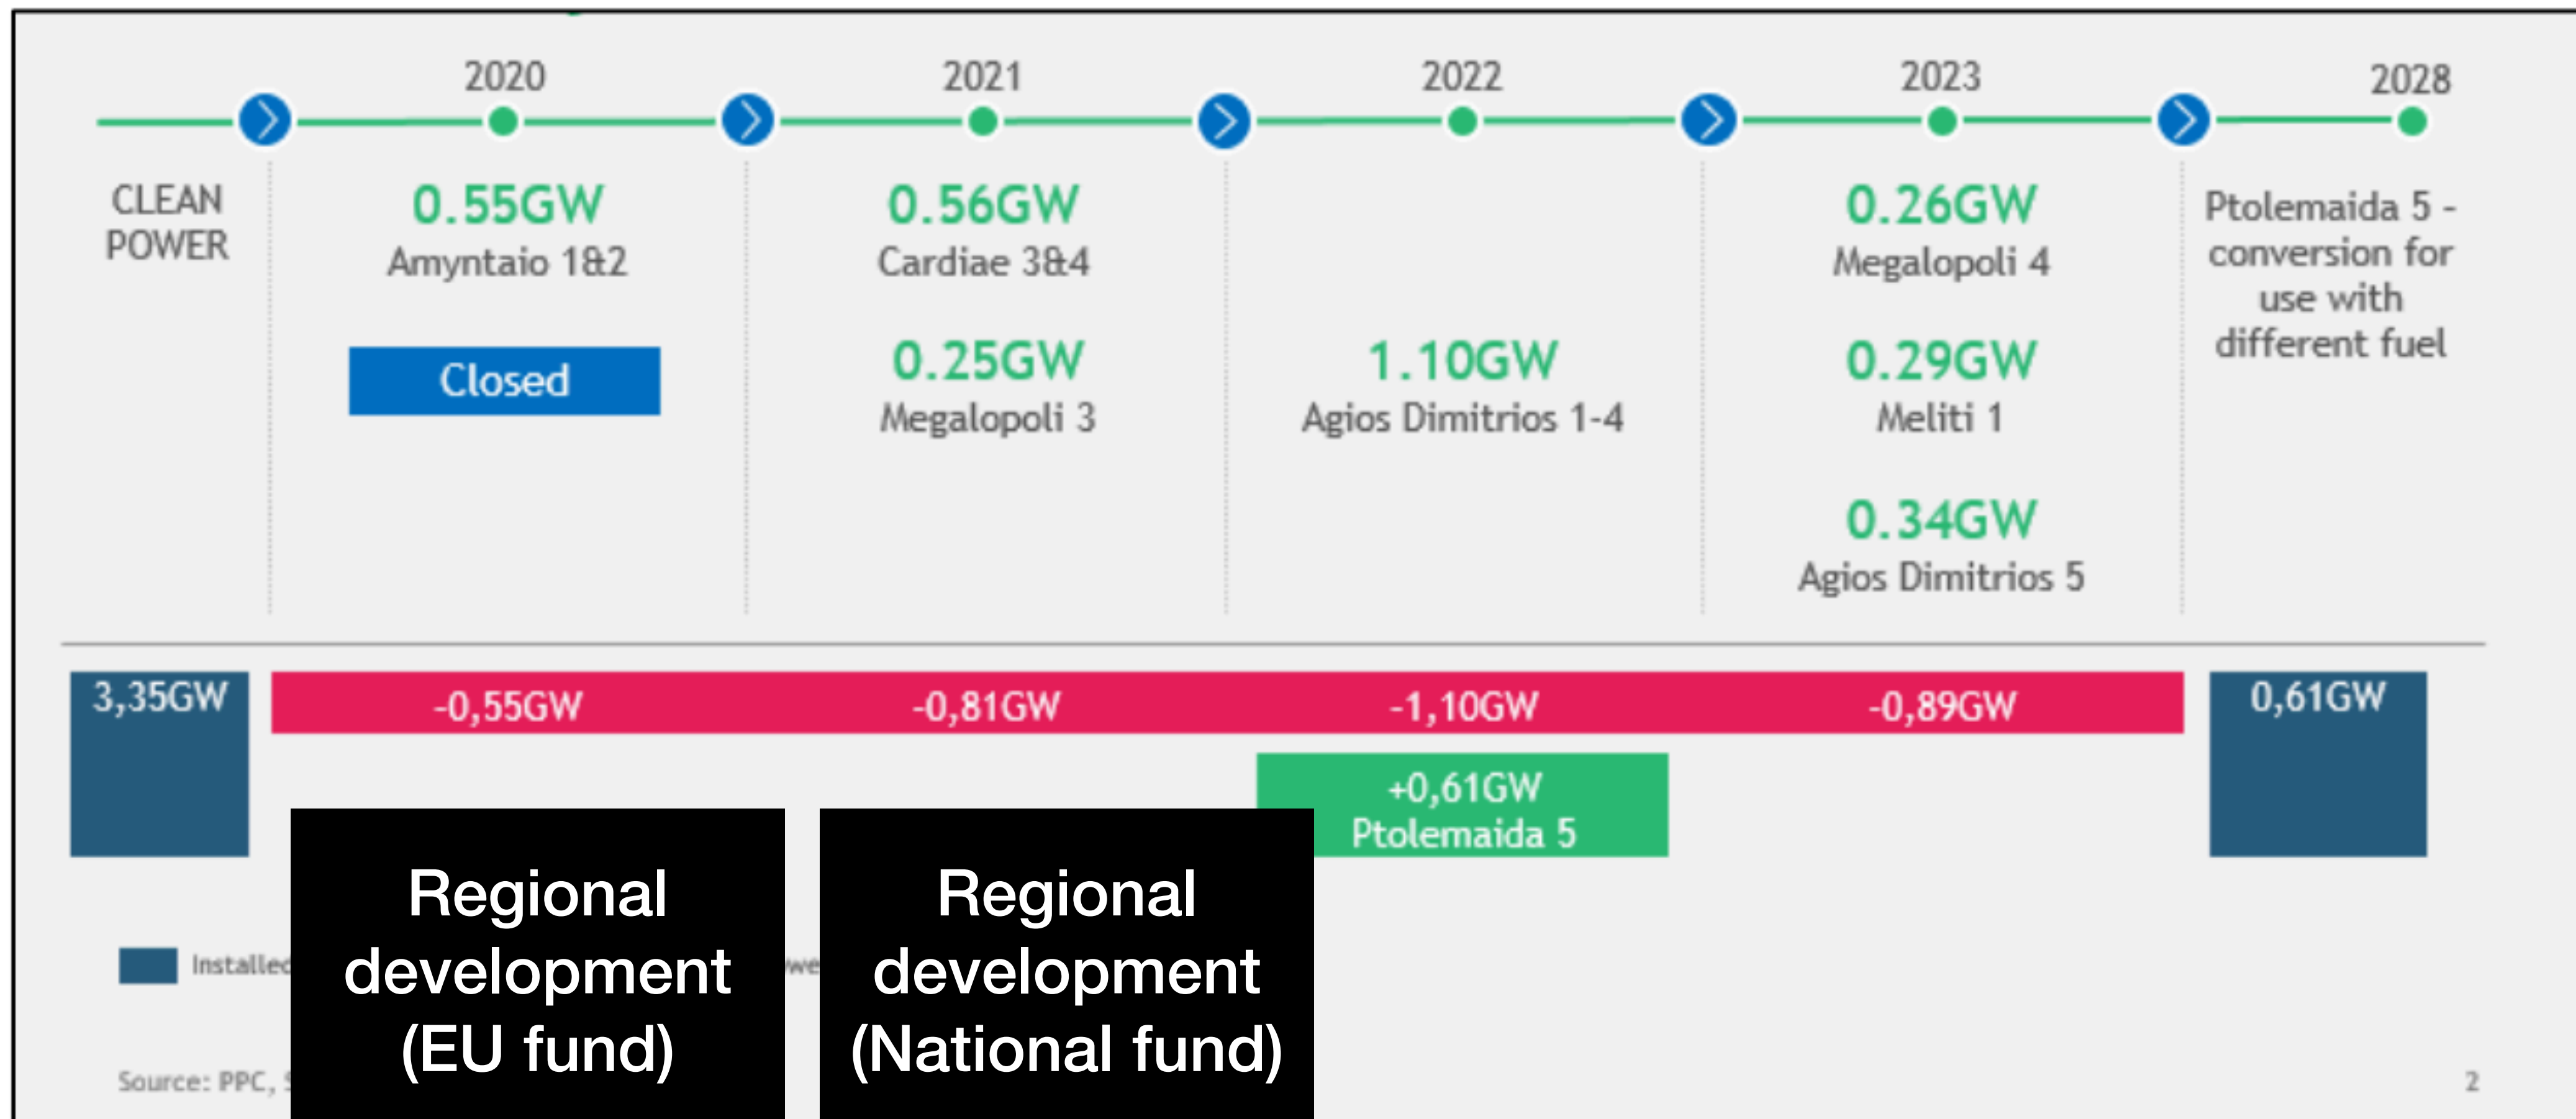 2020
2021
2022
2023
2028
CLEAN
POWER
0.55GW
Amyntaio 1&2
Closed
0.56GW
Cardiae 3&4
0.25GW
Megalopoli 3
1.10GW
Agios Dimitrios 1-4
0.26GW
Megalopoli 4
0.29GW
Meliti 1
0.34GW
Agios Dimitrios 5
Ptolemaida 5 -
conversion for
use with
different fuel
3,35GW
-0,55GW
-0,81GW
-1,10GW
-0,89GW
0,61GW
+0,61GW
Ptolemaida 5
Regional
development
(EU fund)
Regional
development
(National fund)
Installed
Source: PPC,
2